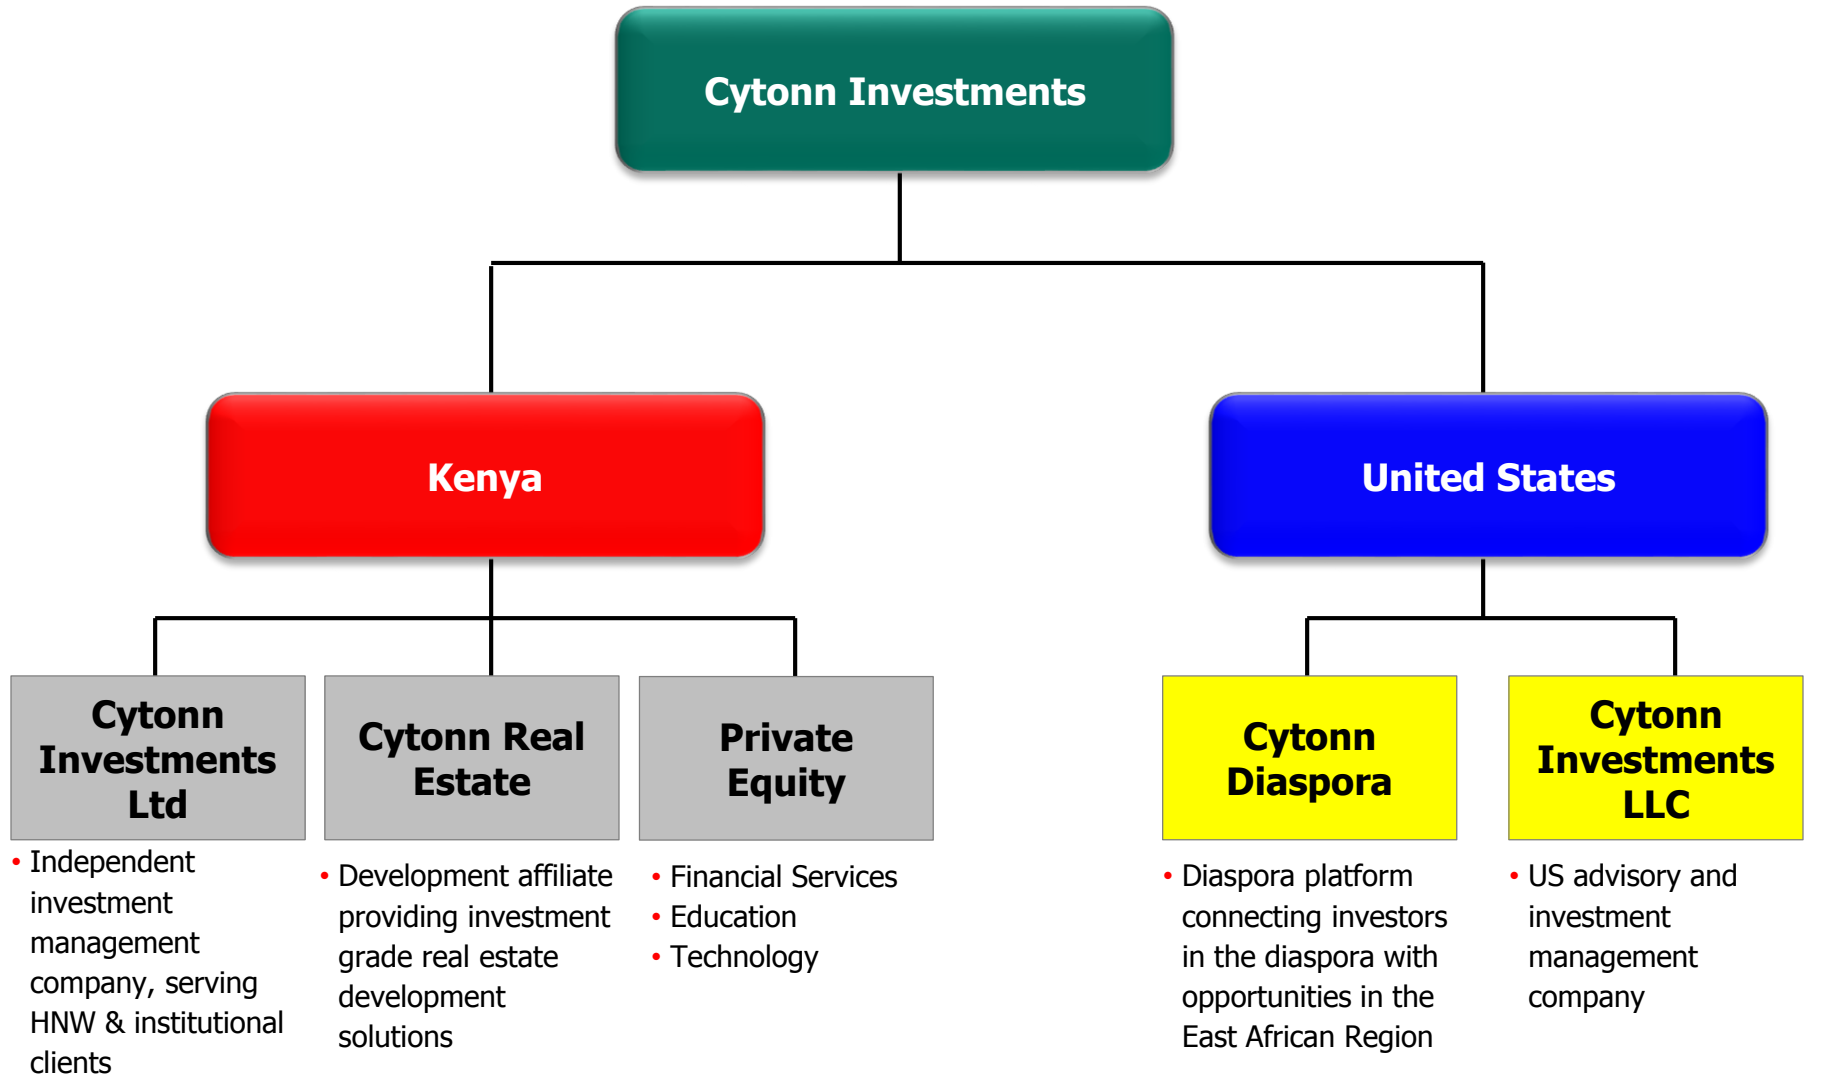 Cytonn Investments
Kenya
United States
Cytonn
Investments
Ltd
• Independent
investment
management
company, serving
HNW & institutional
clients
Cytonn Real
Estate
• Development affiliate
providing investment
grade real estate
development
solutions
Private
Equity
• Financial Services
• Education
• Technology
Cytonn
Diaspora
• Diaspora platform
connecting investors
in the diaspora with
opportunities in the
East African Region
Cytonn
Investments
LLC
• US advisory and
investment
management
company